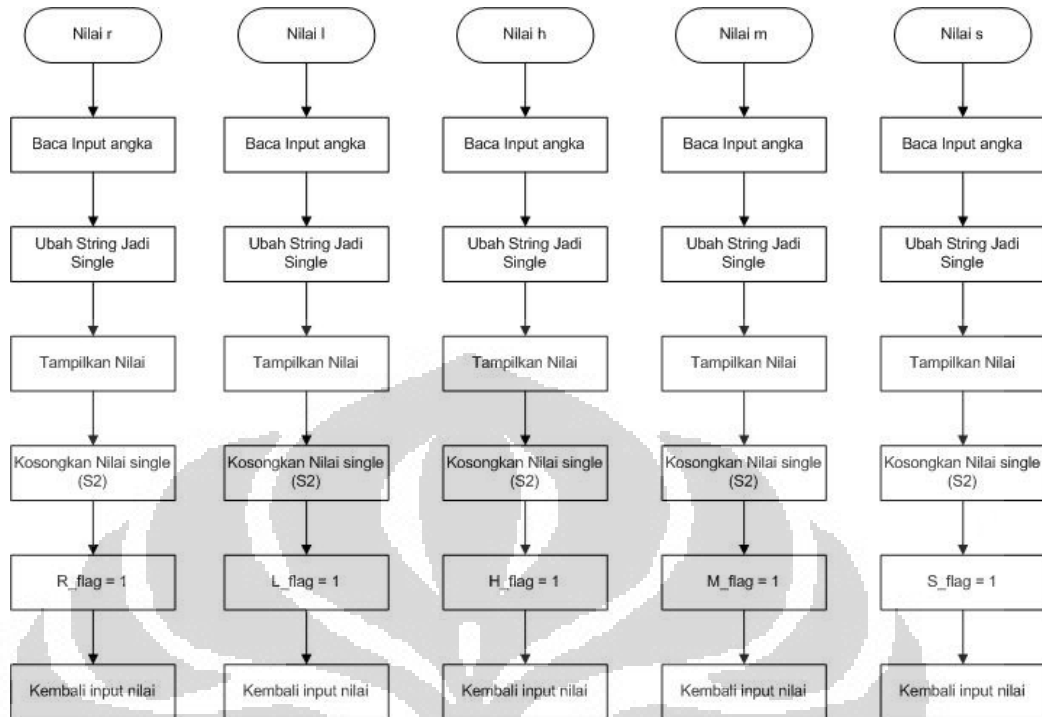 Nilai r
Baca Input angka
Ubah String Jadi
Single
Tampilkan Nilai
Kosongkan Nilai single
(S2)
R_flag = 1
Kembali input nilai
Nilai l
Baca Input angka
Ubah String Jadi
Single
Tampilkan Nilai
Kosongkan Nilai single
(S2)
L_flag = 1
Kembali input nilai
Nilai h
Baca Input angka
Ubah String Jadi
Single
Tampilkan Nilai
Kosongkan Nilai single
(S2)
H_flag = 1
Kembali input nilai
Nilai m
Baca Input angka
Ubah String Jadi
Single
Tampilkan Nilai
Kosongkan Nilai single
(S2)
M_flag = 1
Kembali input nilai
Nilai s
Baca Input angka
Ubah String Jadi
Single
Tampilkan Nilai
Kosongkan Nilai single
(S2)
S_flag = 1
Kembali input nilai